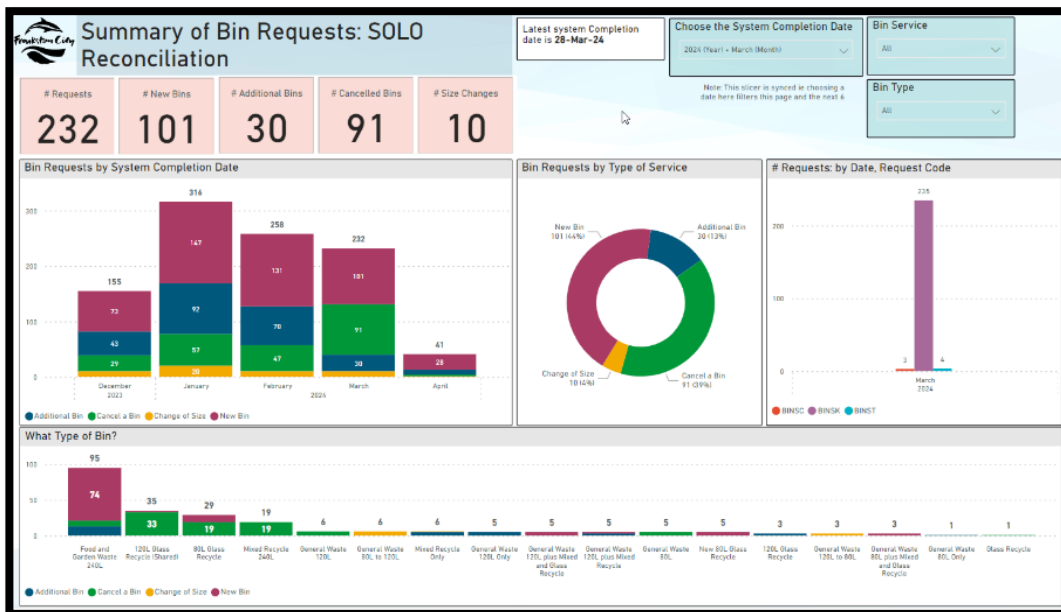 Frankston City
Summary of Bin Requests: SOLO
Reconciliation
Latest system Completion
date is 28-Mar-24
Choose the System Completion Date
2024 (Year) + March (Month)
Note: This slicer is synced ie choosing a
date here filters this page and the next 6
Bin Service
All
Bin Type
All
# Requests
232
# New Bins
101
# Additional Bins
30
# Cancelled Bins
91
# Size Changes
10
Bin Requests by System Completion Date
300
200
100
0
155
73
43
29
316
147
92
57
20
258
131
70
47
232
101
91
30
41
28
December
January
February
March
April
2023
2024
Additional Bin
Cancel a Bin
Change of Size
New Bin
Bin Requests by Type of Service
New Bin
101 (44%)
Additional Bin
30 (13%)
Change of Size
10 (4%)
Cancel a Bin
91 (39%)
# Requests: by Date, Request Code
200
100
0
3
235
4
March
2024
BINSC
BINSK
BINST
What Type of Bin?
100
50
0
95
74
35
33
29
19
19
19
6
6
6
5
5
5
5
5
3
3
3
1
1
Food and
Garden Waste
240L
120L Glass
Recycle (Shared)
80L Glass
Recycle
Mixed Recycle
240L
General Waste
120L
General Waste
80L to 120L
Mixed Recycle
Only
General Waste
120L Only
General Waste
120L plus Mixed
and Glass
Recycle
General Waste
120L plus Mixed
Recycle
General Waste
80L
New 80L Glass
Recycle
120L Glass
Recycle
General Waste
120L to 80L
General Waste
80L plus Mixed
and Glass
Recycle
General Waste
80L Only
Glass Recycle
Additional Bin
Cancel a Bin
Change of Size
New Bin